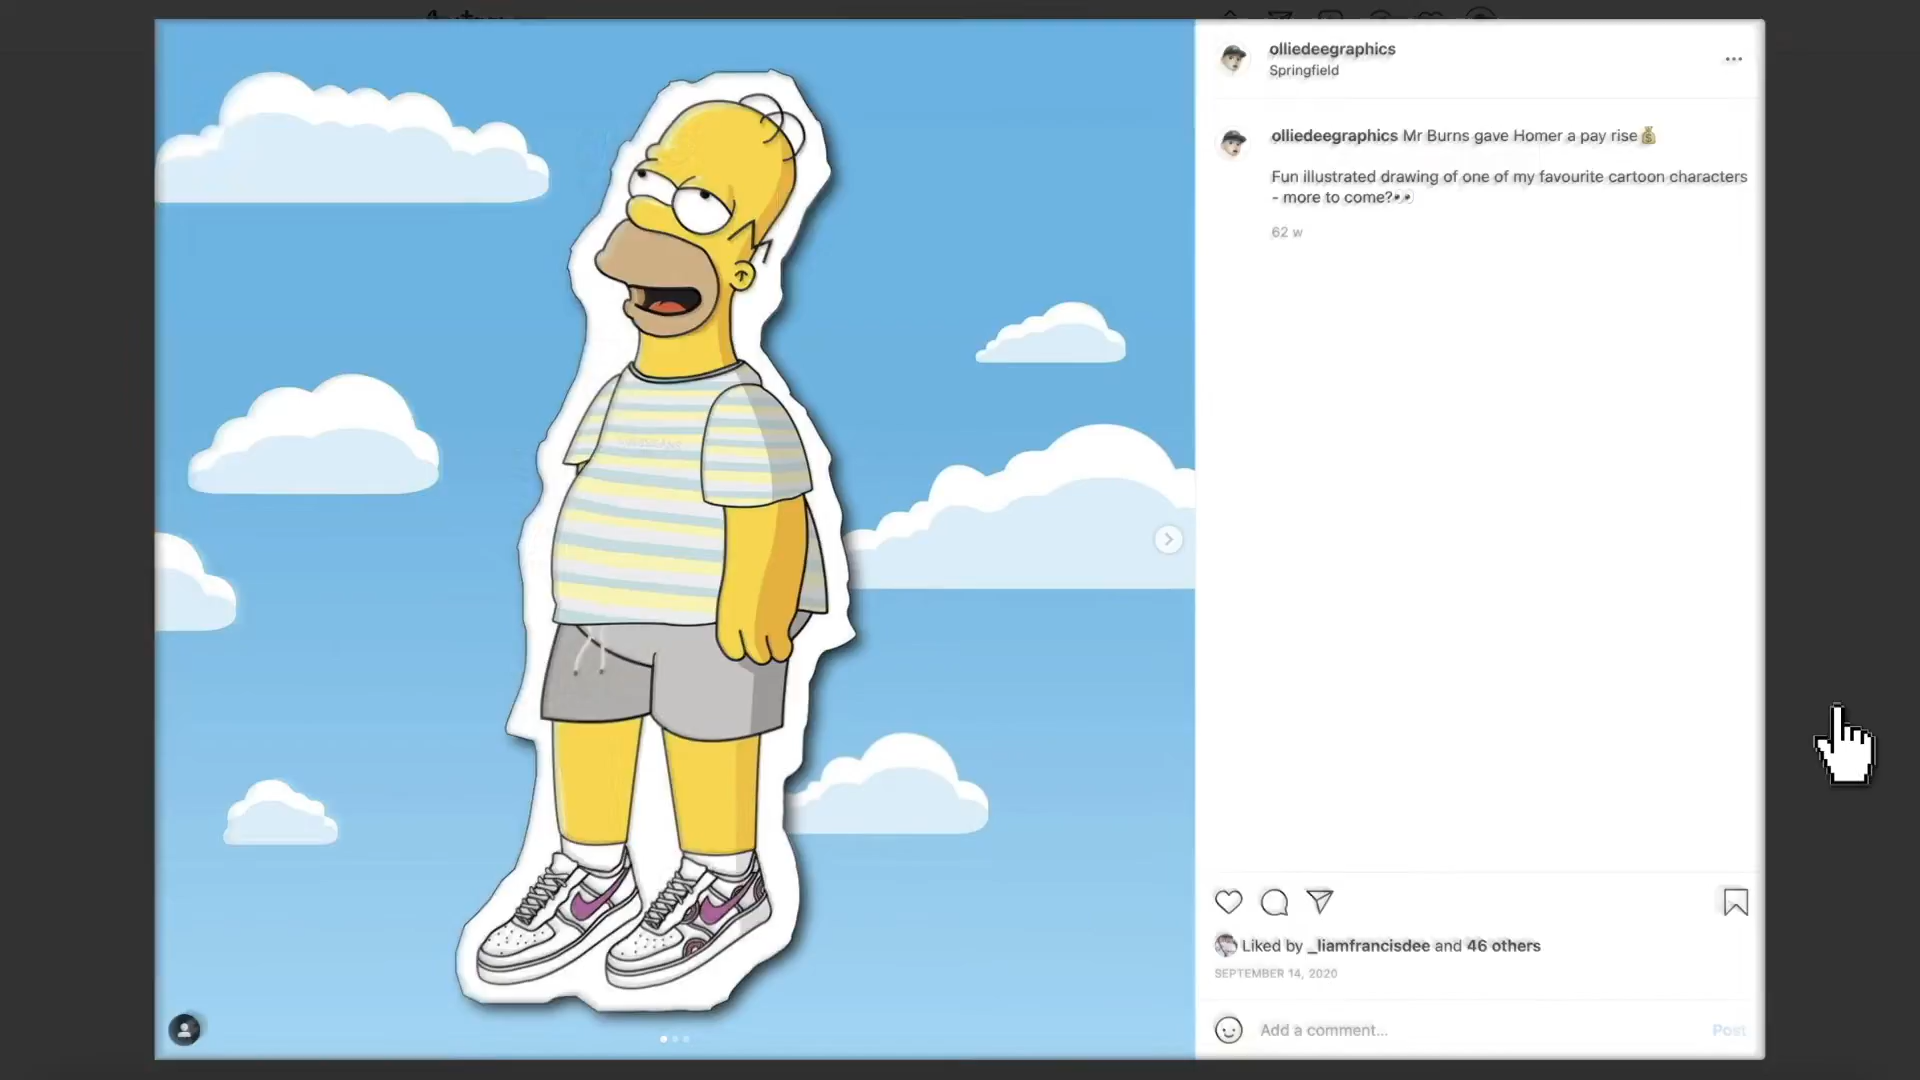 olliedeegraphics
Springfield
olliedeegraphics Mr Burns gave Homer a pay rise💰
Fun illustrated drawing of one of my favourite cartoon characters
- more to come?👀
62 w
Liked by _liamfrancisdee and 46 others
SEPTEMBER 14, 2020
Add a comment...
Post